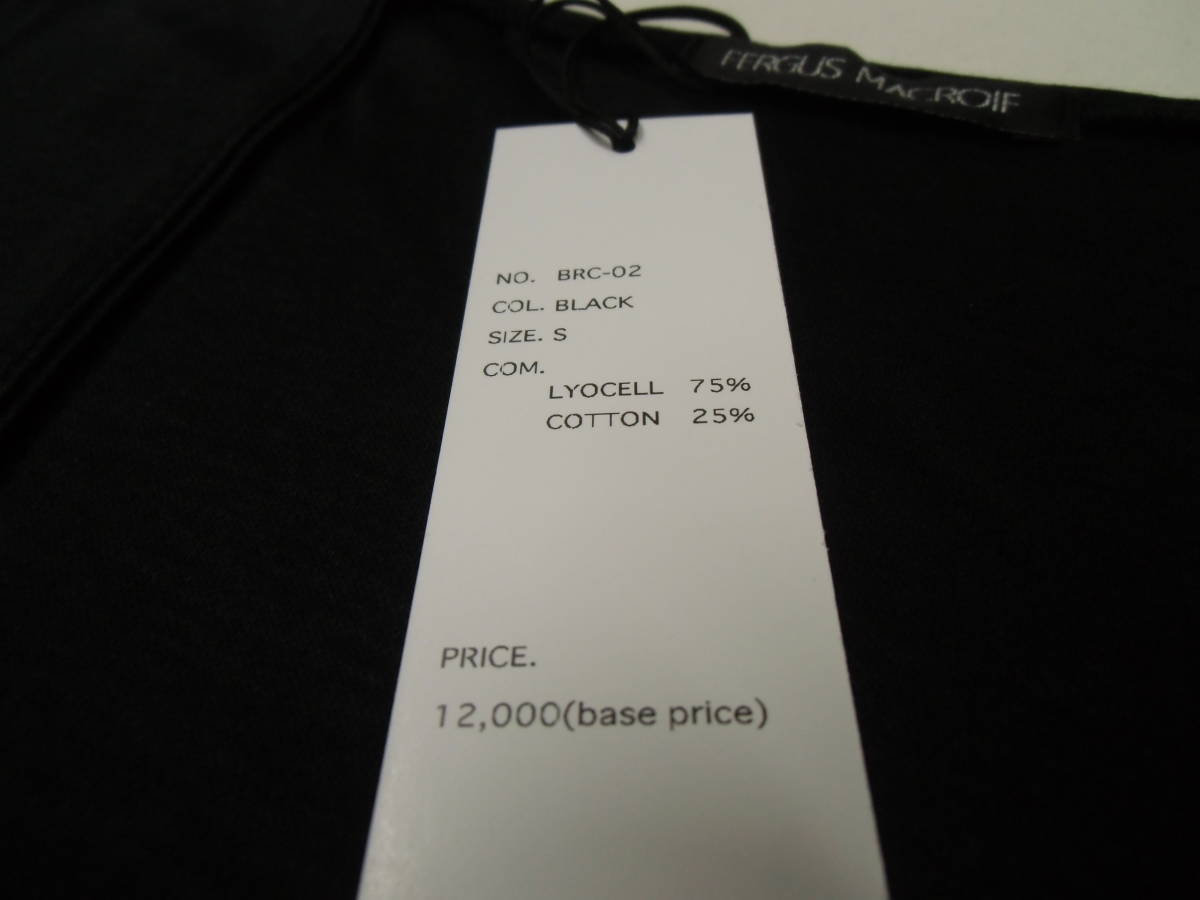 FERGUS MACROIF
NO. BRC-02
COL. BLACK
SIZE. S
COM.
LYOCELL 75%
COTTON 25%
PRICE.
12,000(base price)